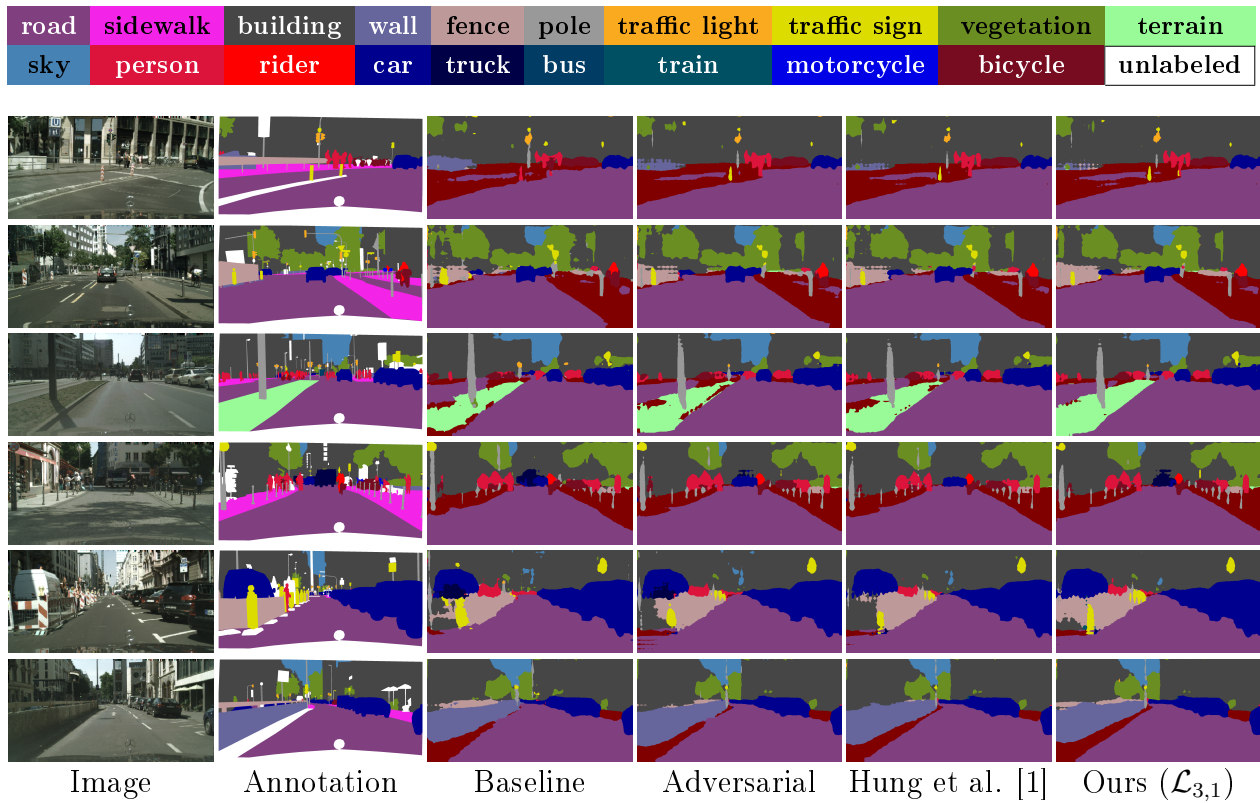 road sidewalk building wall fence pole traffic light traffic sign vegetation terrain
sky person rider car truck bus train motorcycle bicycle unlabeled
Image Annotation Baseline Adversarial Hung et al. [1] Ours (ℒ3,1)